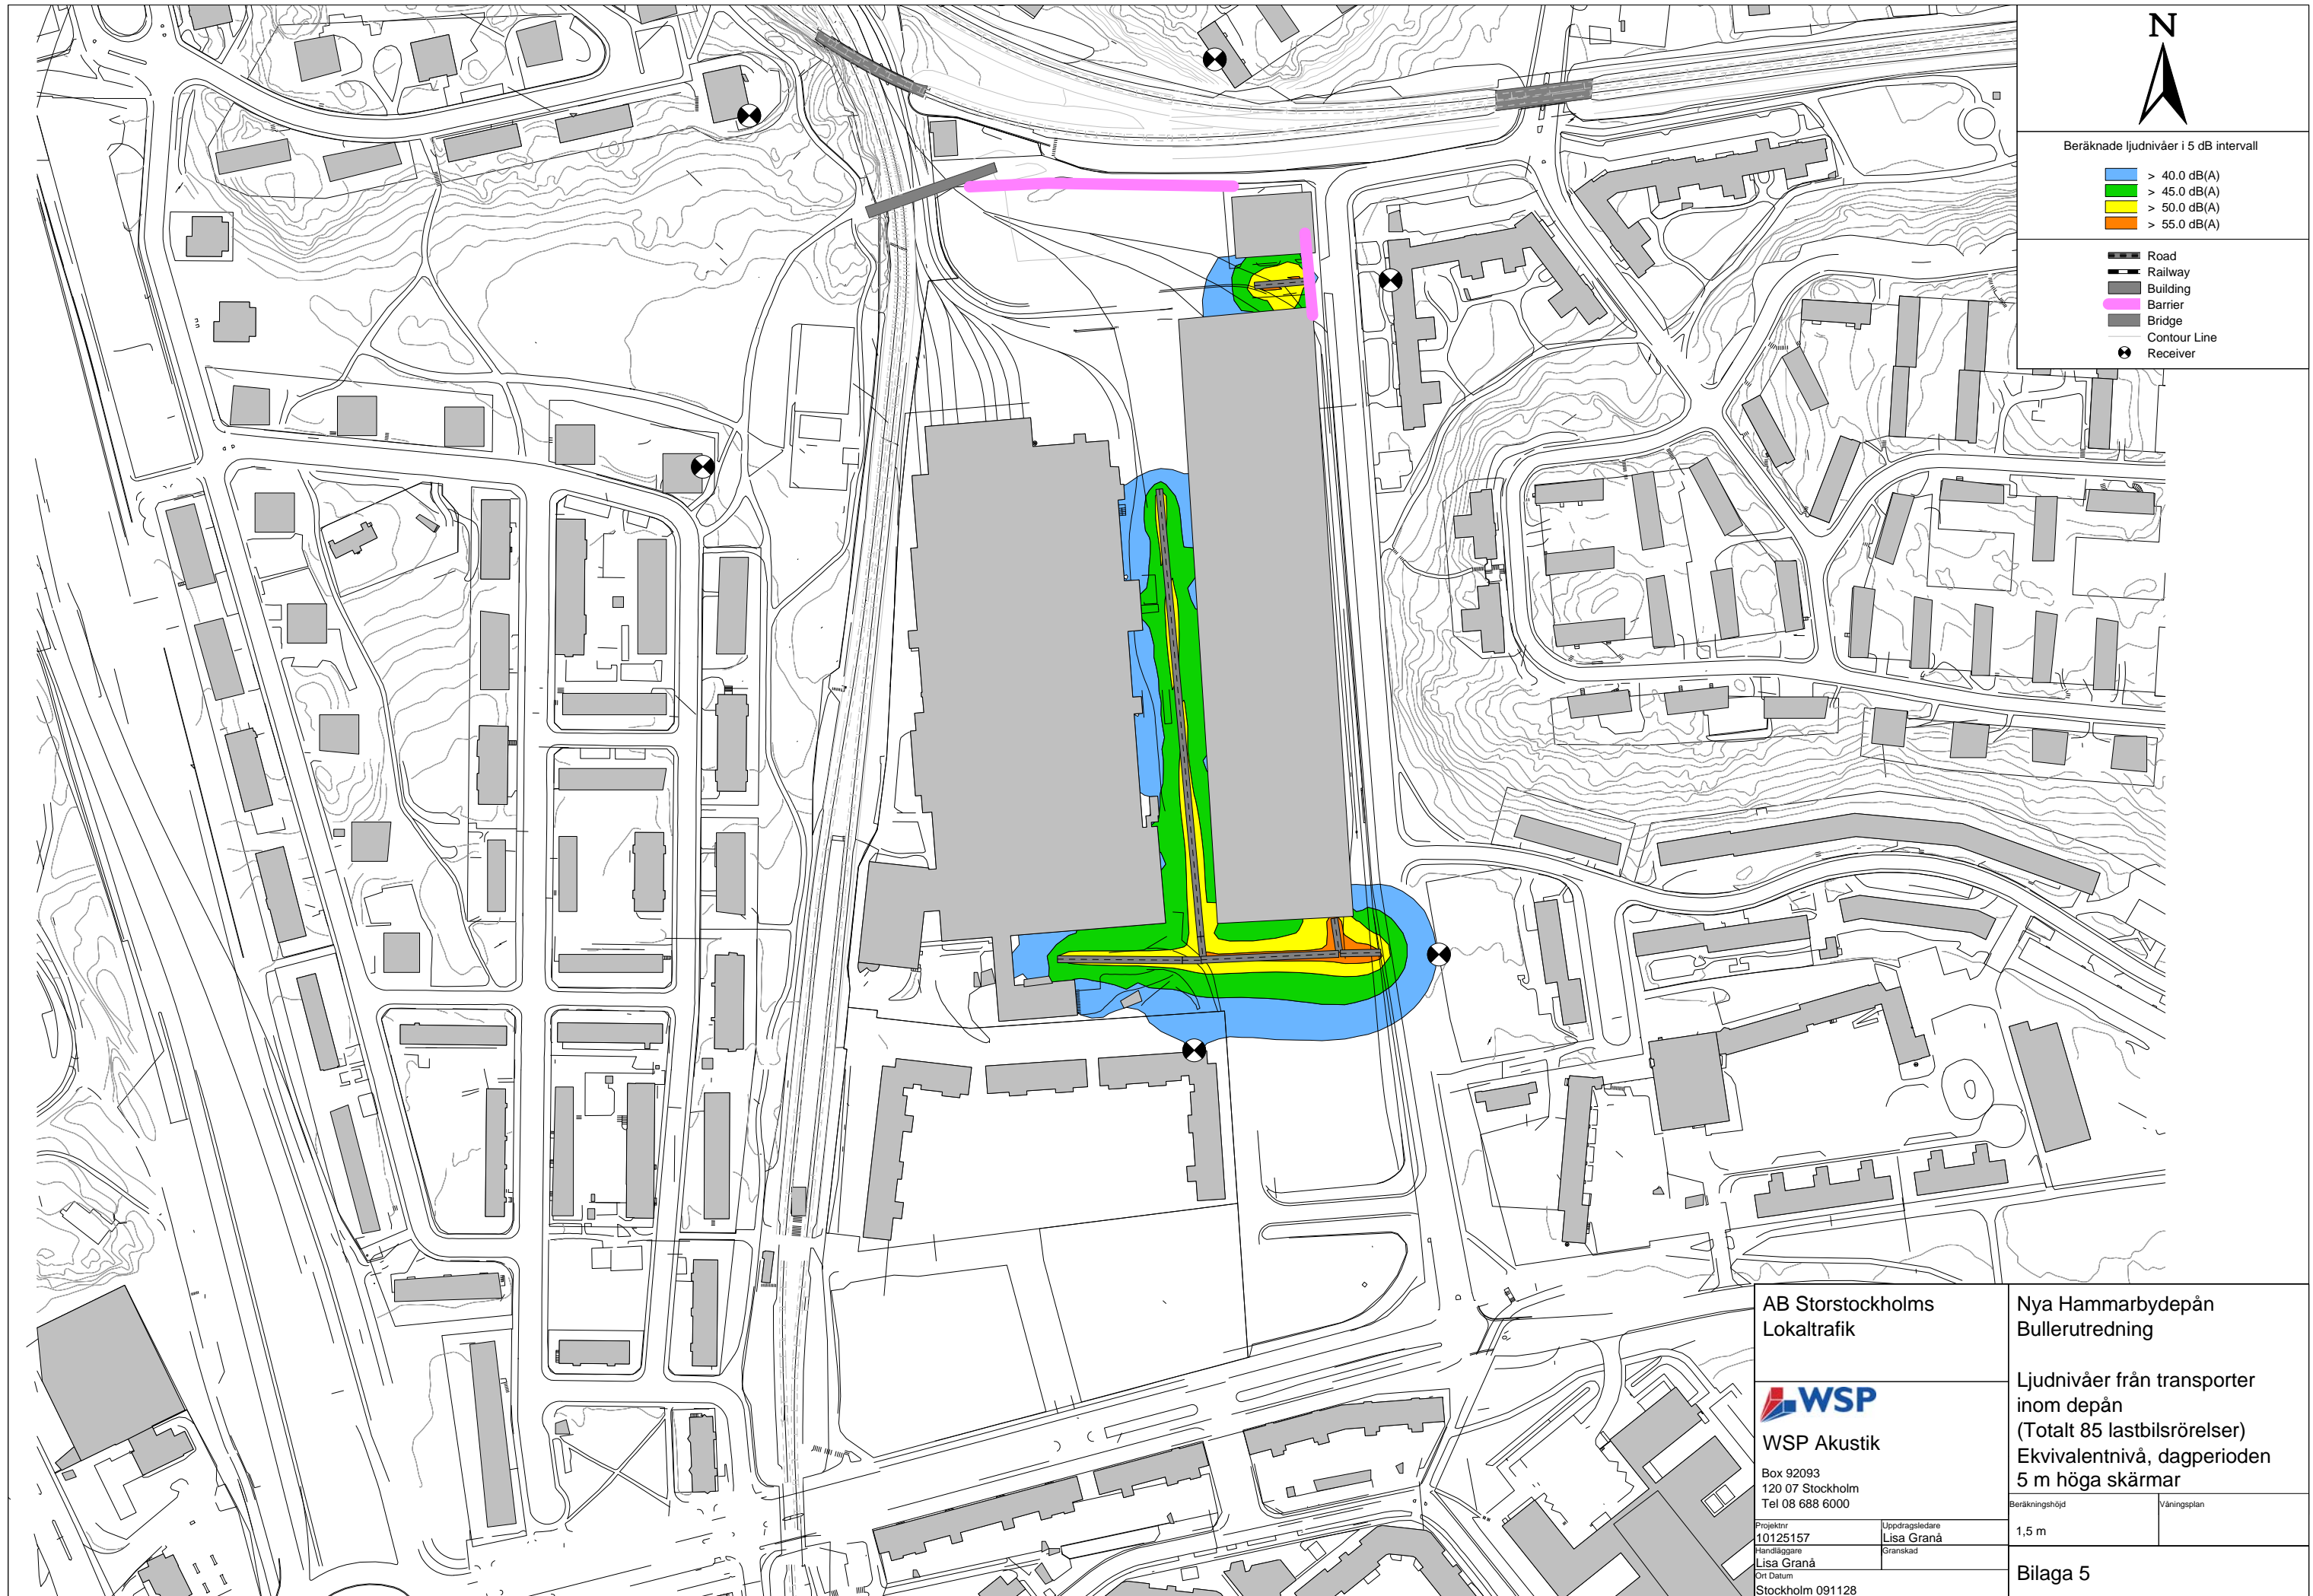 N
Beräknade ljudnivåer i 5 dB intervall
> 40.0 dB(A)
> 45.0 dB(A)
> 50.0 dB(A)
> 55.0 dB(A)
Road
Railway
Building
Barrier
Bridge
Contour Line
Receiver
AB Storstockholms
Lokaltrafik
WSP
WSP Akustik
Box 92093
120 07 Stockholm
Tel 08 688 6000
Projektnr
10125157
Uppdragsledare
Lisa Granå
Handläggare
Lisa Granå
Granskad
Ort Datum
Stockholm 091128
Nya Hammarbydepån
Bullerutredning
Ljudnivåer från transporter
inom depån
(Totalt 85 lastbilsrörelser)
Ekvivalentnivå, dagperioden
5 m höga skärmar
Beräkningshöjd
1,5 m
Våningsplan
Bilaga 5